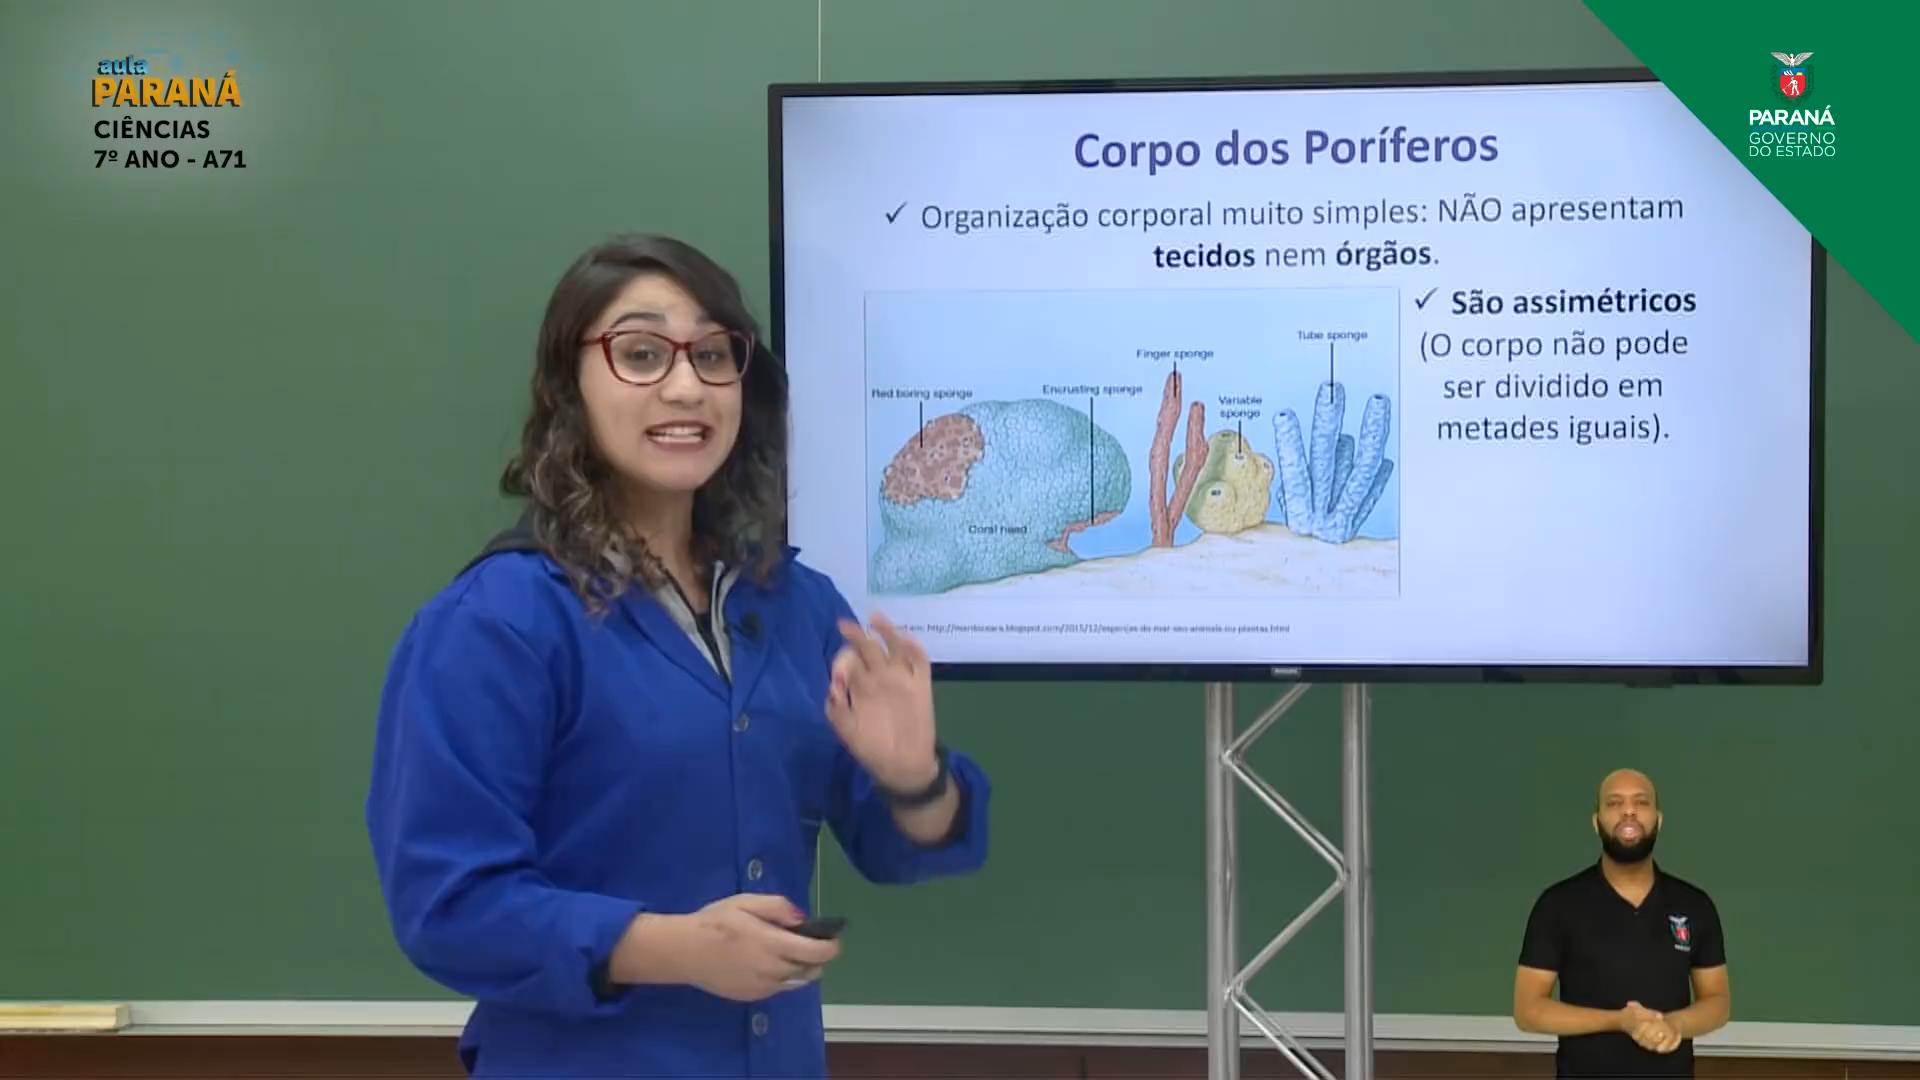 aula
PARANÁ
CIÊNCIAS
7º ANO - A71
PARANÁ
GOVERNO
DO ESTADO
Corpo dos Poríferos
✓ Organização corporal muito simples: NÃO apresentam
tecidos nem órgãos.
✓ São assimétricos
(O corpo não pode
ser dividido em
metades iguais).
Tube sponge
Finger sponge
Red boring sponge
Encrusting sponge
Variable
sponge
Coral head